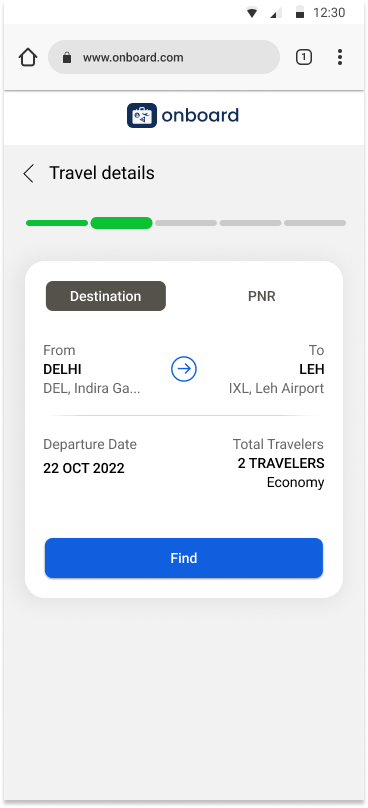 12:30
www.onboard.com
1
onboard
Travel details
Destination PNR
From To
DELHI LEH
DEL, Indira Ga... IXL, Leh Airport
Departure Date Total Travelers
22 OCT 2022 2 TRAVELERS
Economy
Find